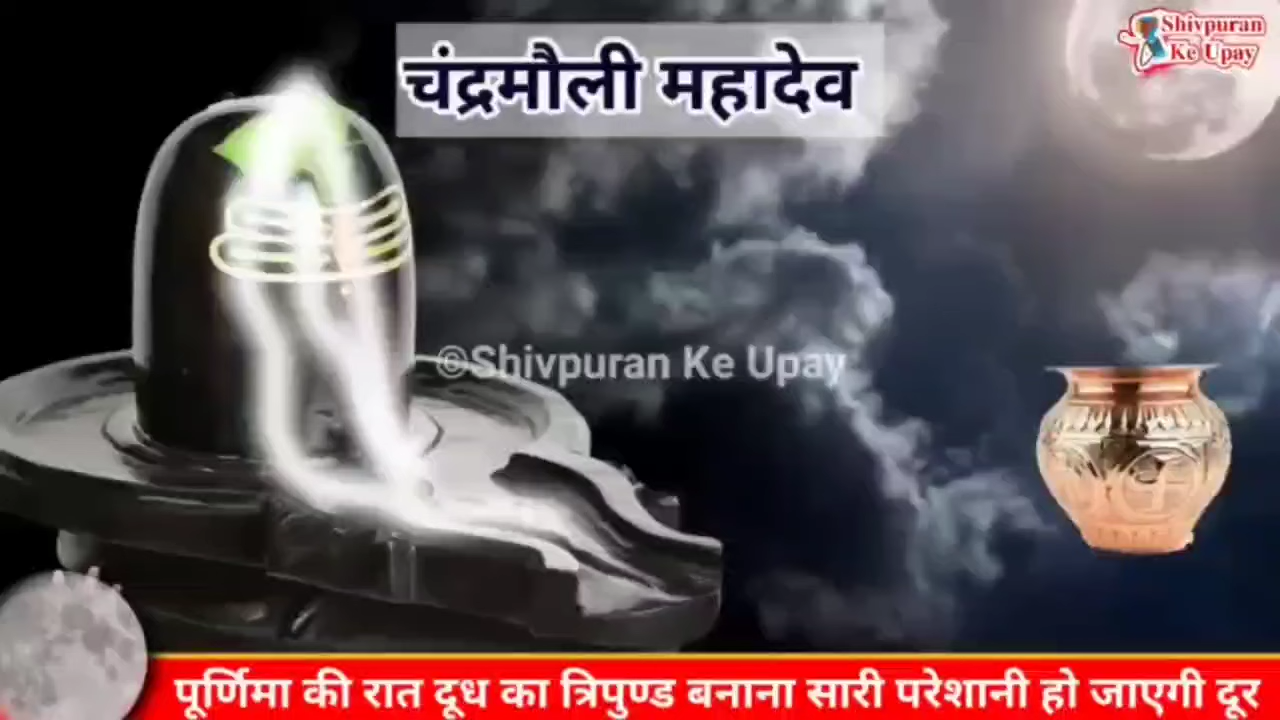 चंद्रमौली महादेव
Shivpuran
Ke Upay
©Shivpuran Ke Upay
पूर्णिमा की रात दूध का त्रिपुण्ड बनाना सारी परेशानी हो जाएगी दूर